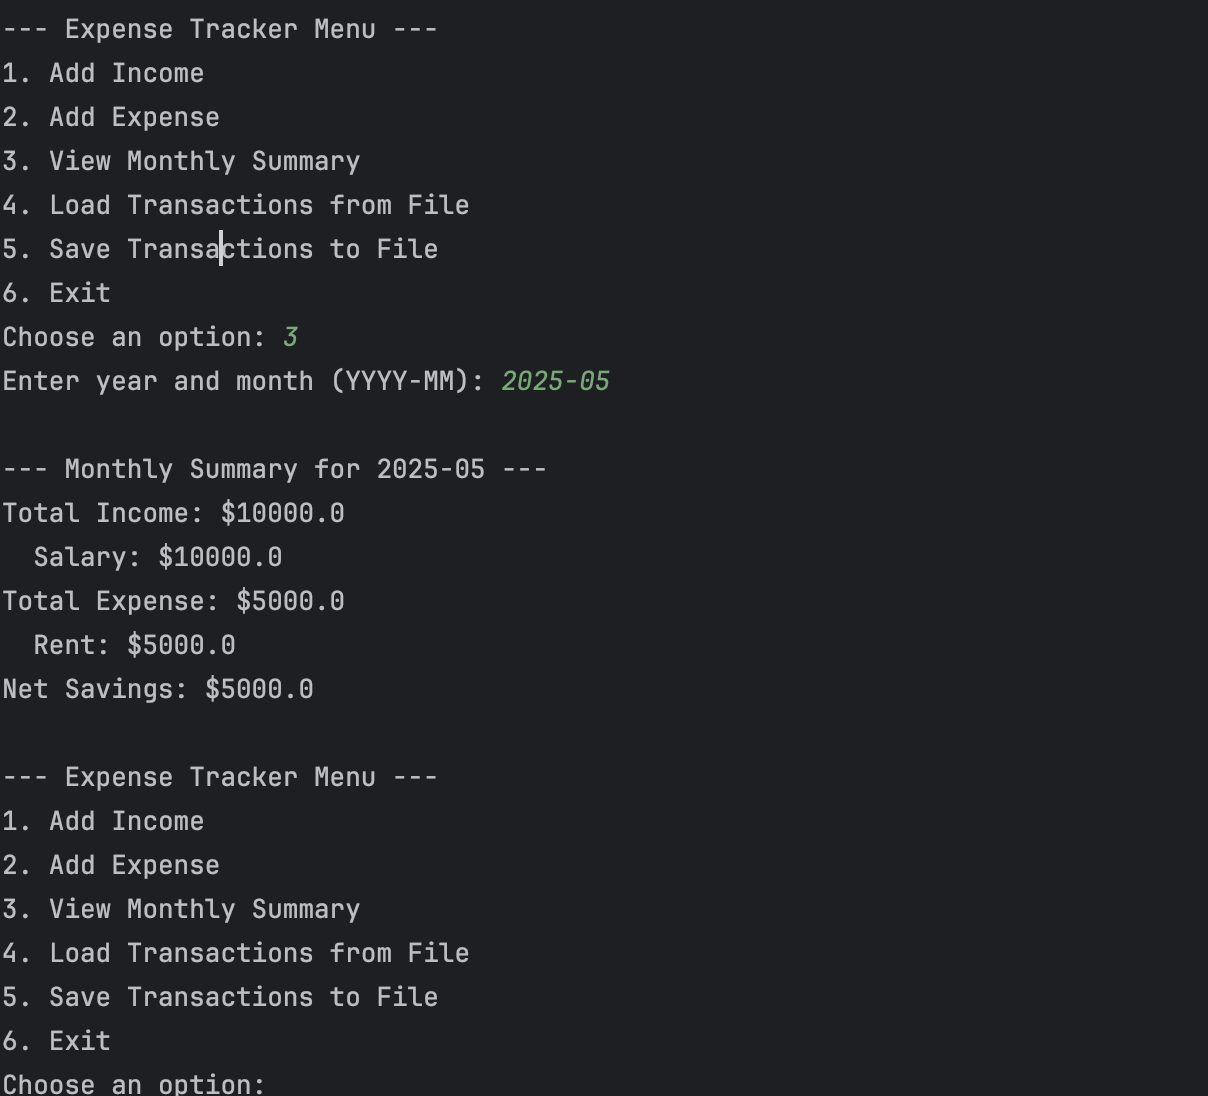 --- Expense Tracker Menu ---
1. Add Income
2. Add Expense
3. View Monthly Summary
4. Load Transactions from File
5. Save Transactions to File
6. Exit
Choose an option: 3
Enter year and month (YYYY-MM): 2025-05
--- Monthly Summary for 2025-05 ---
Total Income: $10000.0
  Salary: $10000.0
Total Expense: $5000.0
  Rent: $5000.0
Net Savings: $5000.0
--- Expense Tracker Menu ---
1. Add Income
2. Add Expense
3. View Monthly Summary
4. Load Transactions from File
5. Save Transactions to File
6. Exit
Choose an option: